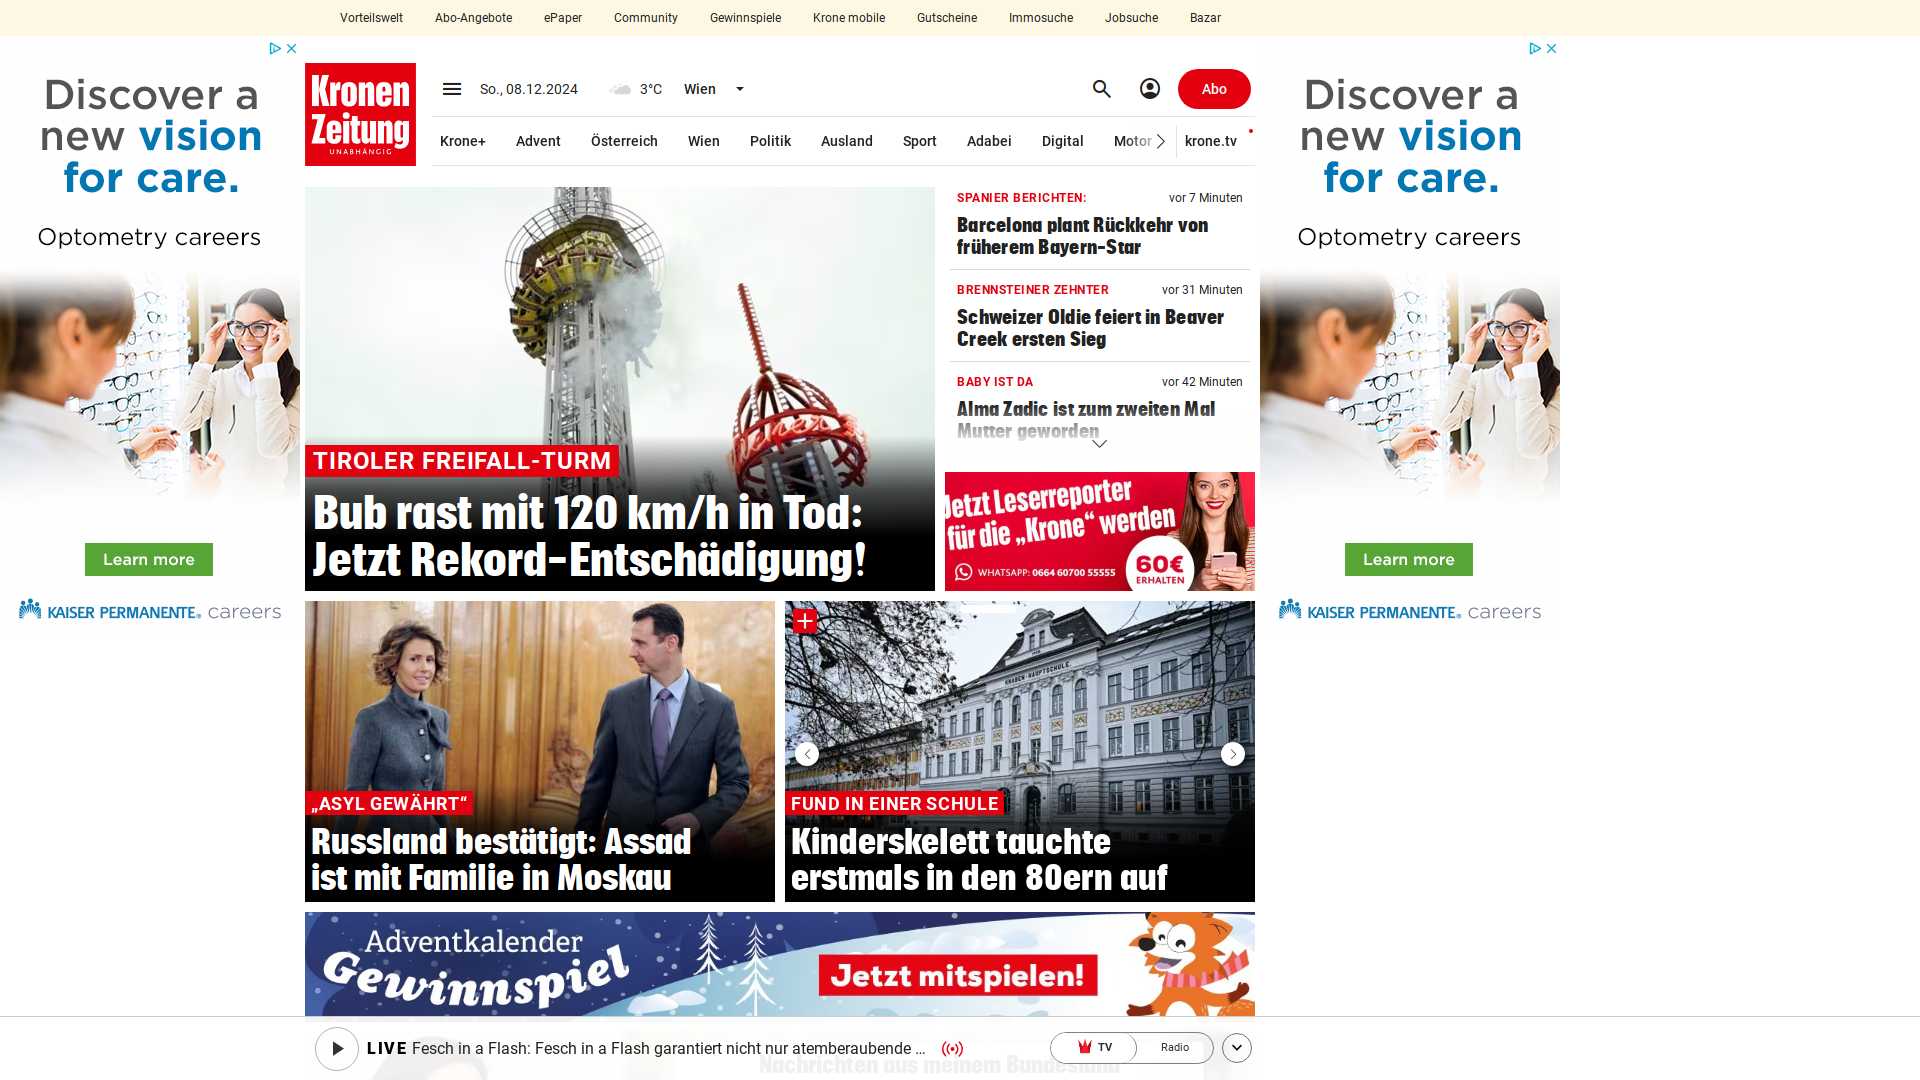 Vorteilswelt Abo-Angebote ePaper Community Gewinnspiele Krone mobile Gutscheine Immosuche Jobsuche Bazar
Discover a
new vision
for care.
Optometry careers
Learn more
KAISER PERMANENTE® careers
Kronen
Zeitung
UNABHÄNGIG
So., 08.12.2024 3°C Wien
Abo
Krone+ Advent Österreich Wien Politik Ausland Sport Adabei Digital Motor krone.tv
TIROLER FREIFALL-TURM
Bub rast mit 120 km/h in Tod:
Jetzt Rekord-Entschädigung!
SPANIER BERICHTEN: vor 7 Minuten
Barcelona plant Rückkehr von
früherem Bayern-Star
BRENNSTEINER ZEHNTER vor 31 Minuten
Schweizer Oldie feiert in Beaver
Creek ersten Sieg
BABY IST DA vor 42 Minuten
Alma Zadic ist zum zweiten Mal
Mutter geworden
Jetzt Leserreporter
für die „Krone“ werden
WHATSAPP: 0664 60700 55555
60€
ERHALTEN
„ASYL GEWÄHRT“
Russland bestätigt: Assad
ist mit Familie in Moskau
KNABEN-HAUPTSCHULE
FUND IN EINER SCHULE
Kinderskelett tauchte
erstmals in den 80ern auf
Adventkalender
Gewinnspiel
Jetzt mitspielen!
LIVE Fesch in a Flash: Fesch in a Flash garantiert nicht nur atemberaubende ...
TV Radio
Nachrichten aus meinem Bundesland
Discover a
new vision
for care.
Optometry careers
Learn more
KAISER PERMANENTE® careers